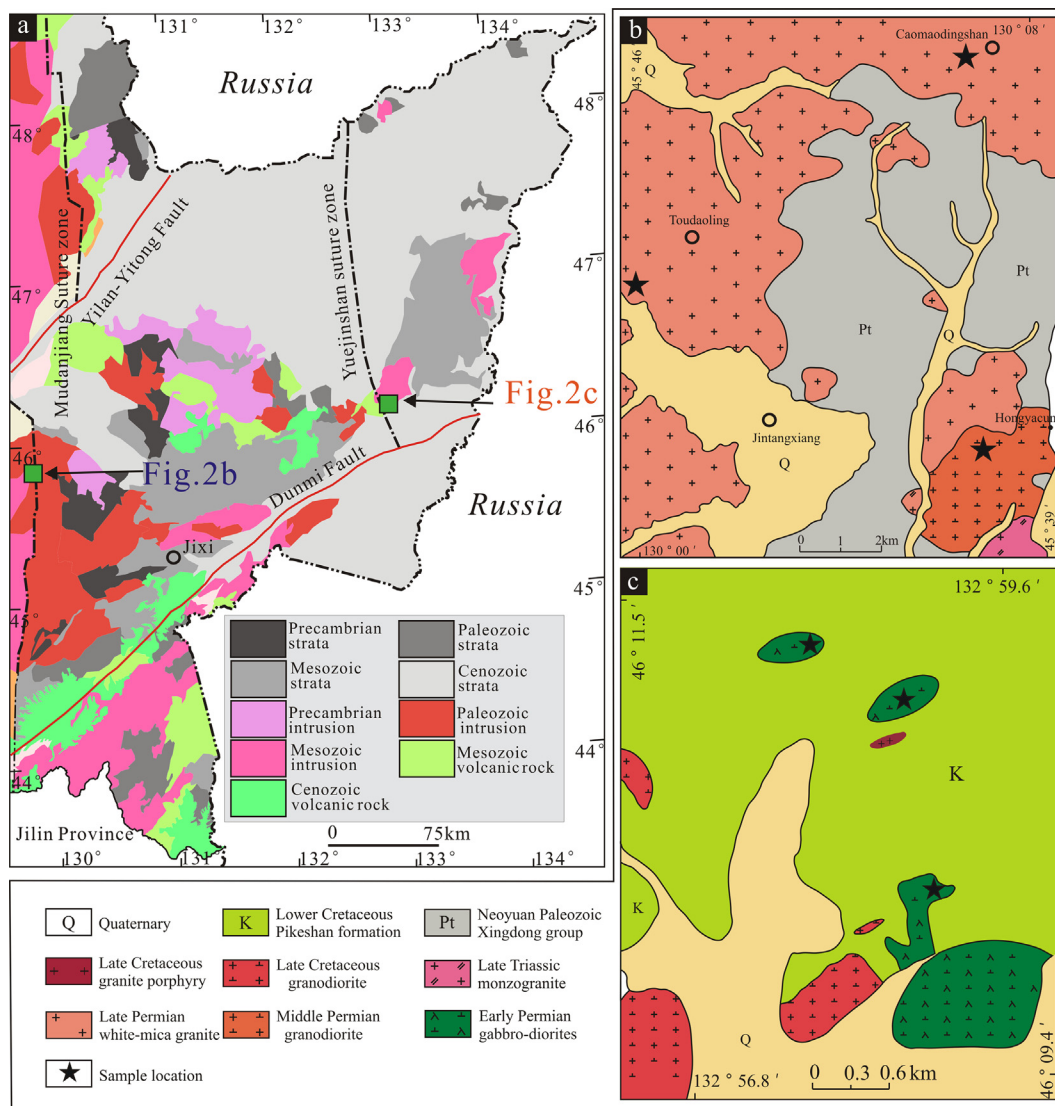 a
131°
132°
133°
134°
Russia
48°
48°
Mudanjiang Suture zone
Yilan-Yitong Fault
Yuejinshan suture zone
47°
47°
Fig.2c
46°
46°
Fig.2b
Dunmi Fault
Russia
Jixi
45°
45°
44°
44°
Precambrian
strata
Paleozoic
strata
Mesozoic
strata
Cenozoic
strata
Precambrian
intrusion
Paleozoic
intrusion
Mesozoic
intrusion
Mesozoic
volcanic rock
Cenozoic
volcanic rock
Jilin Province
0 75km
130°
131°
132°
133°
134°
b
Caomaodingshan
130° 08′
45° 46′
Q
Toudaoling
Pt
Pt
Q
Jintangxiang
Q
Hongyacun
0 1 2km
130° 00′
45° 39′
c
132° 59.6′
46° 11.5′
K
K
Q
132° 56.8′
0 0.3 0.6km
46° 09.4′
Q Quaternary
K Lower Cretaceous
Pikeshan formation
Pt Neoyuan Paleozoic
Xingdong group
Late Cretaceous
granite porphyry
Late Cretaceous
granodiorite
Late Triassic
monzogranite
Late Permian
white-mica granite
Middle Permian
granodiorite
Early Permian
gabbro-diorites
Sample location